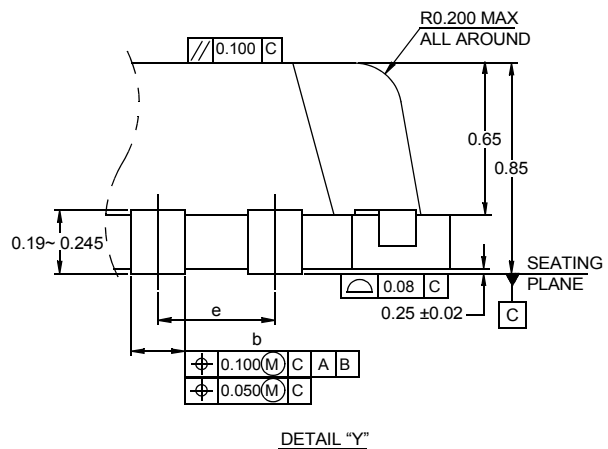 R0.200 MAX
ALL AROUND
// 0.100 C
0.65
0.85
0.19~ 0.245
SEATING
PLANE
⌓ 0.08 C
0.25 ±0.02
C
e
b
⌖ 0.100 Ⓜ C A B
⌖ 0.050 Ⓜ C
DETAIL “Y”